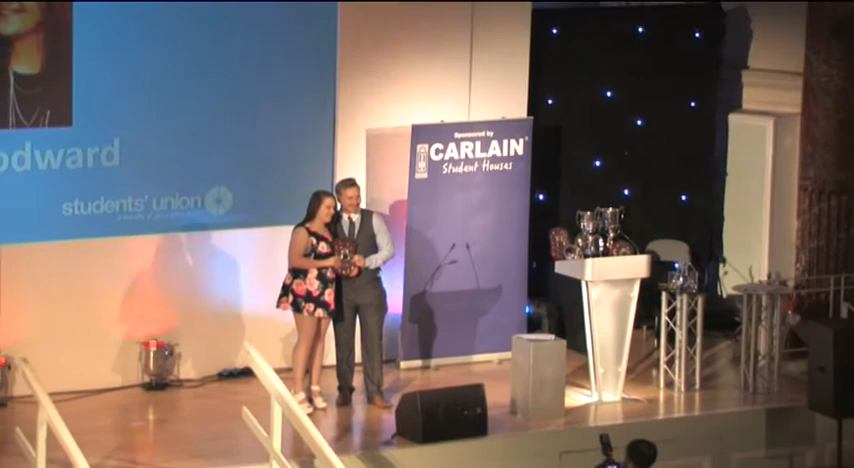 odward
students' union
Sponsored by
CARLAIN
Student Houses